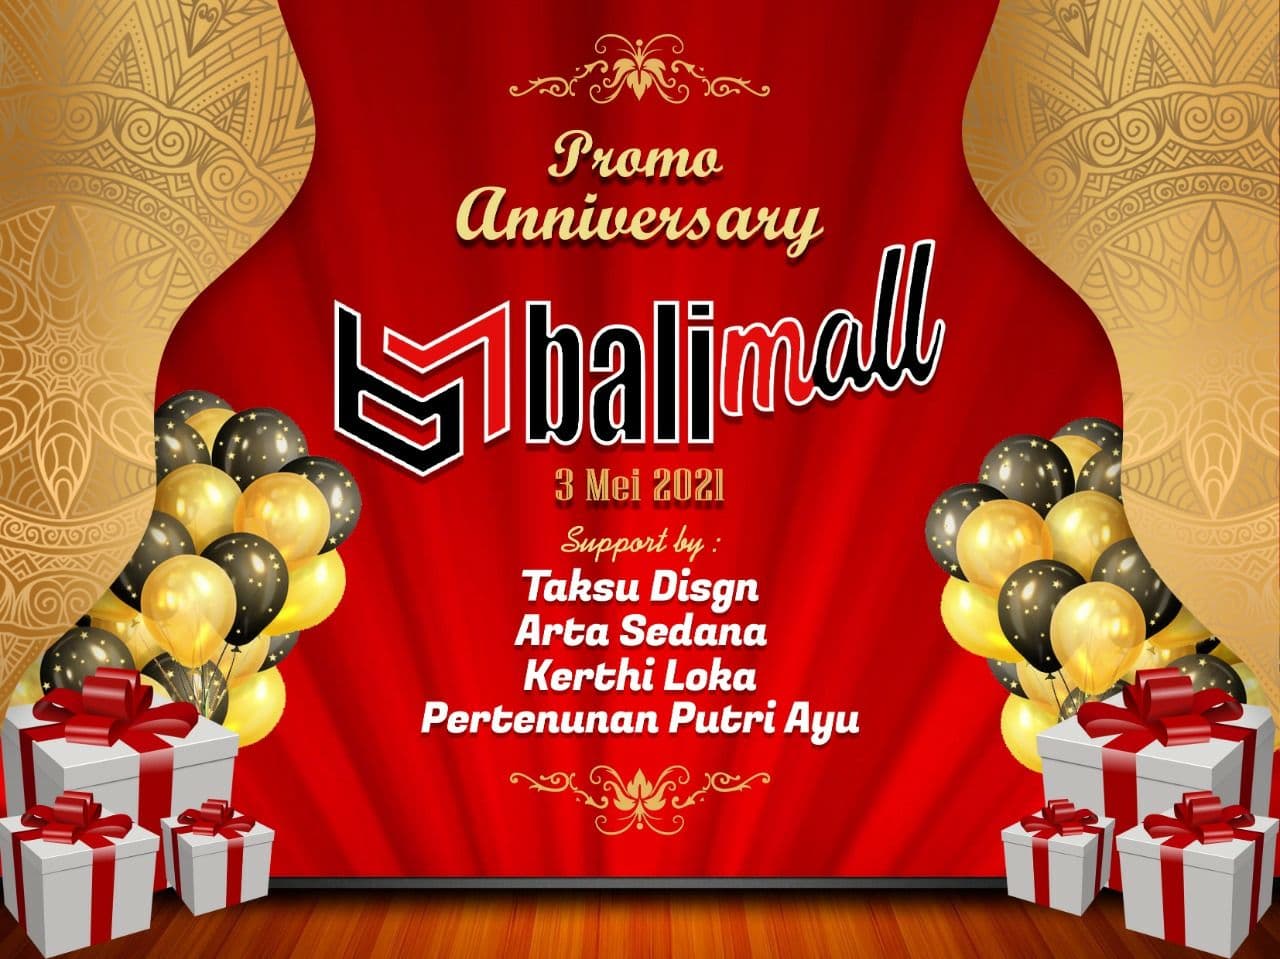 Promo
Anniversary
balimall
3 Mei 2021
Support by :
Taksu Disgn
Arta Sedana
Kerthi Loka
Pertenunan Putri Ayu